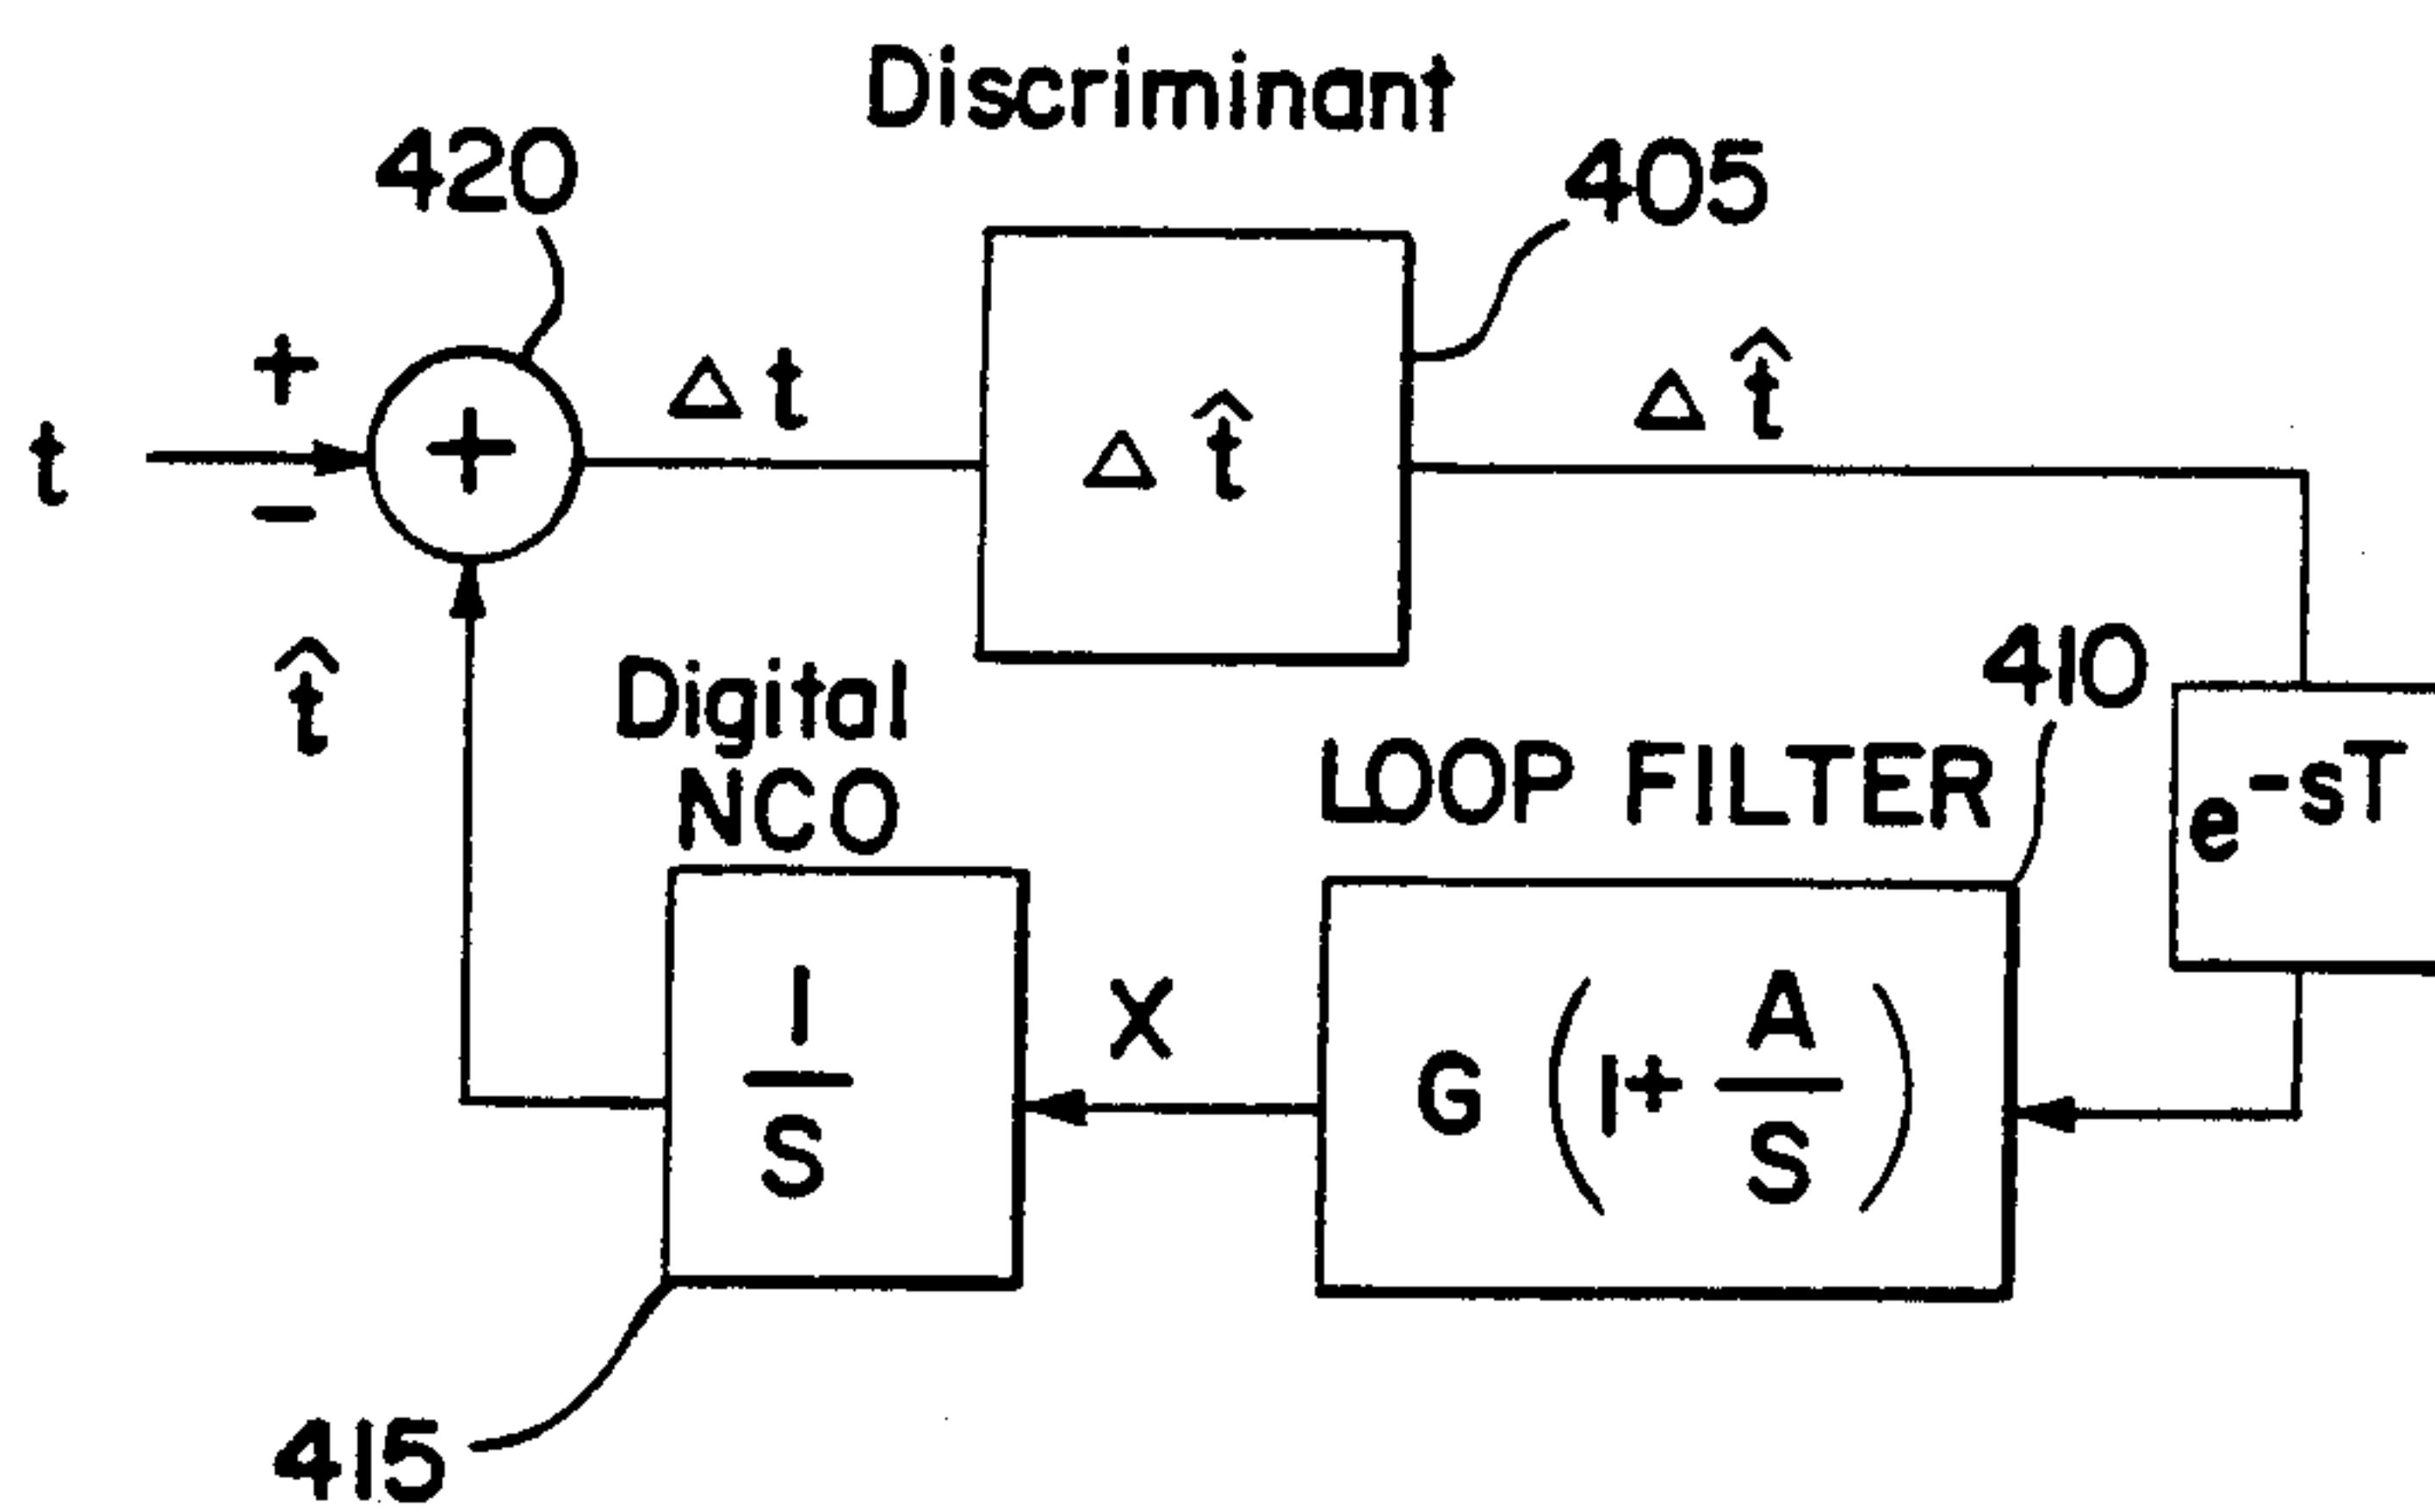 Discriminant
420
405
+
t
+
−
Δt
Δt̂
Δt̂
t̂
Digital
NCO
410
LOOP FILTER
e^-sT
1/S
X
G (1+ A/S)
415